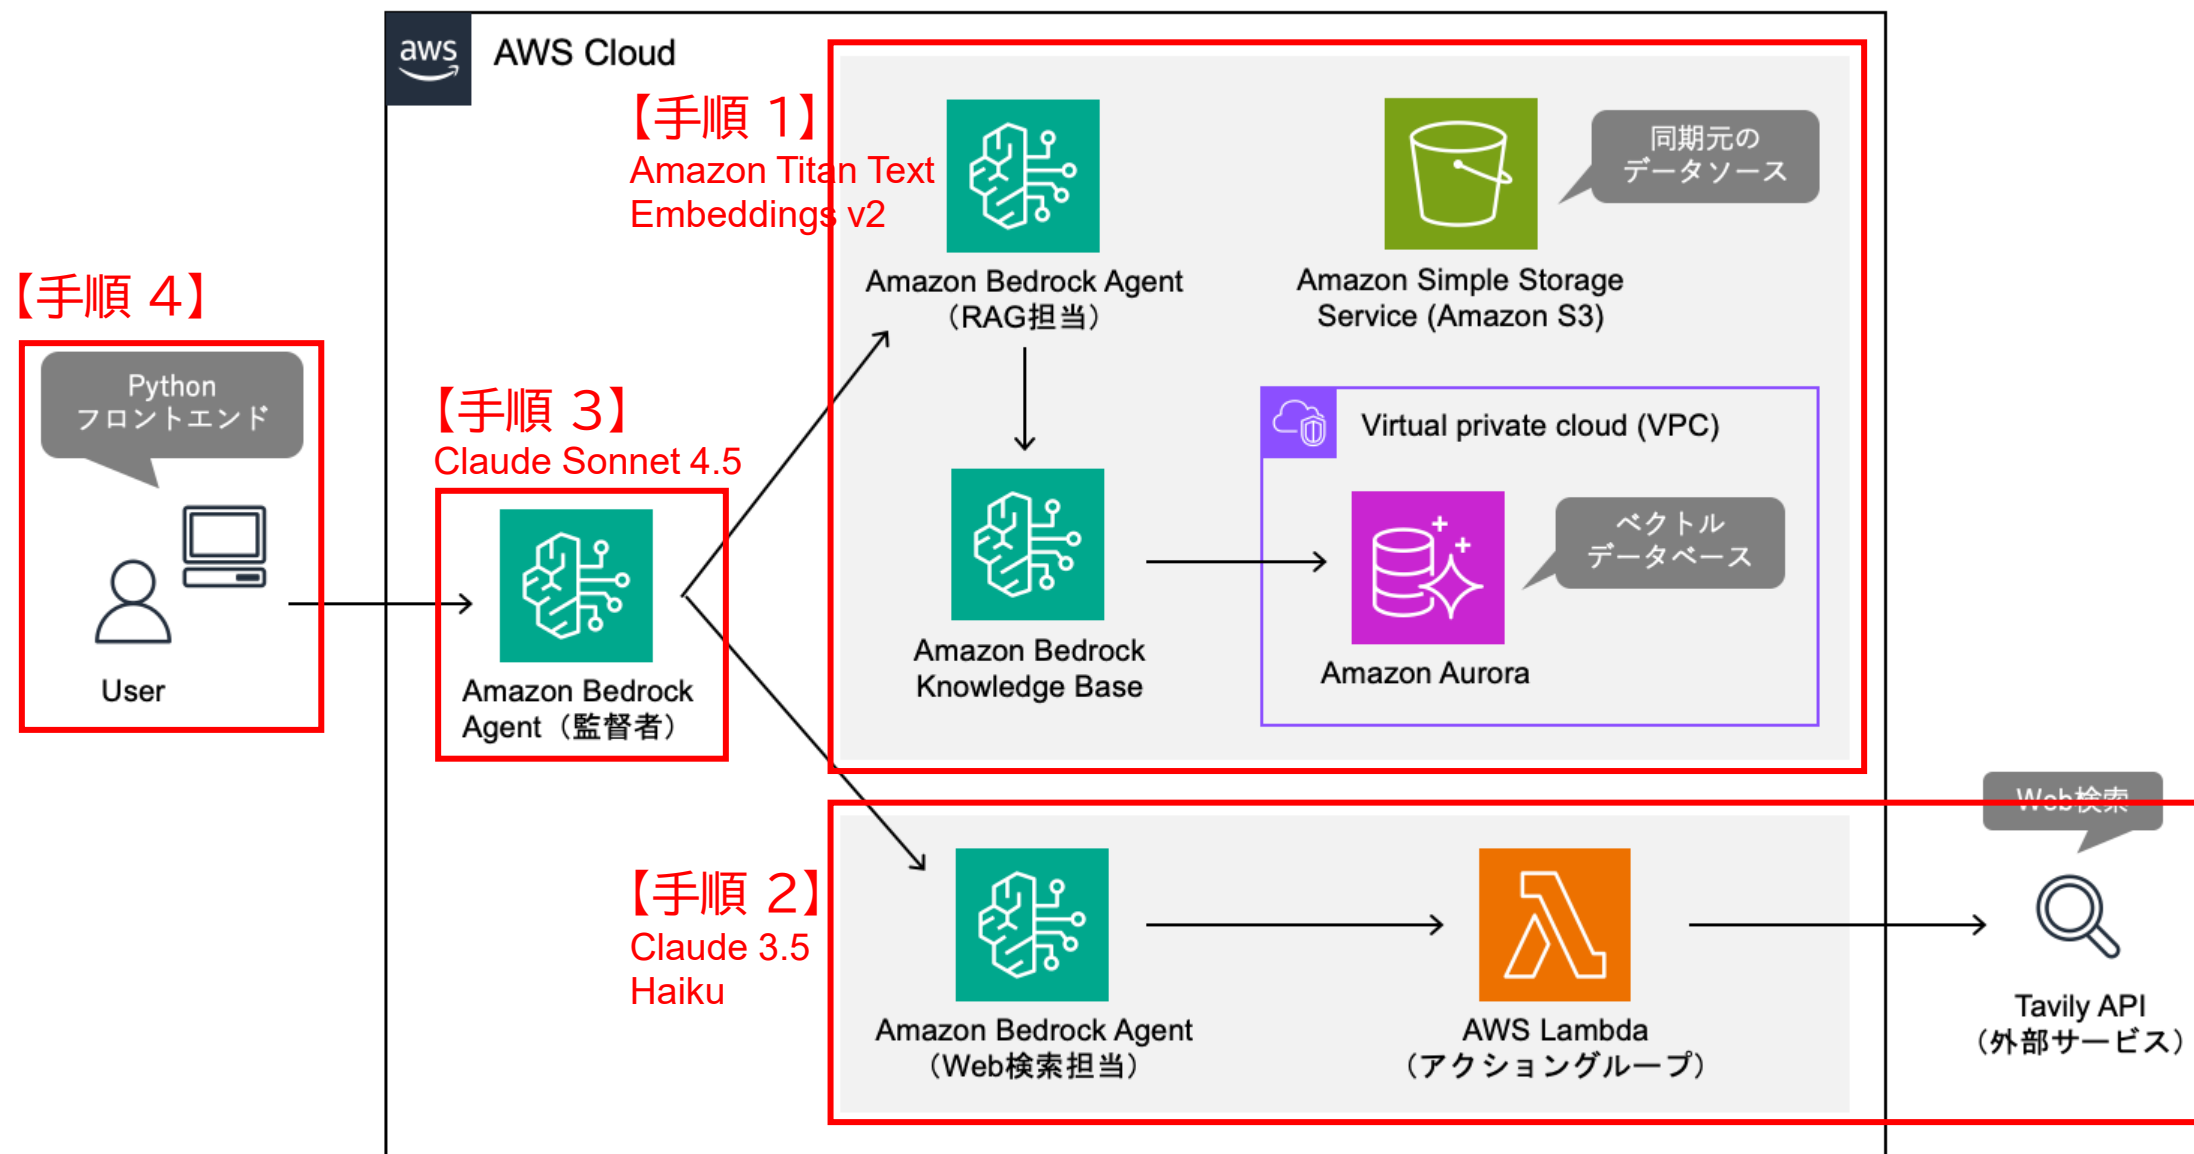 aws
AWS Cloud
【手順 1】
Amazon Titan Text
Embeddings v2
Amazon Bedrock Agent
（RAG担当）
同期元の
データソース
Amazon Simple Storage
Service (Amazon S3)
【手順 4】
Python
フロントエンド
User
【手順 3】
Claude Sonnet 4.5
Amazon Bedrock
Agent（監督者）
Amazon Bedrock
Knowledge Base
Virtual private cloud (VPC)
ベクトル
データベース
Amazon Aurora
【手順 2】
Claude 3.5
Haiku
Amazon Bedrock Agent
（Web検索担当）
AWS Lambda
（アクショングループ）
Web検索
Tavily API
（外部サービス）